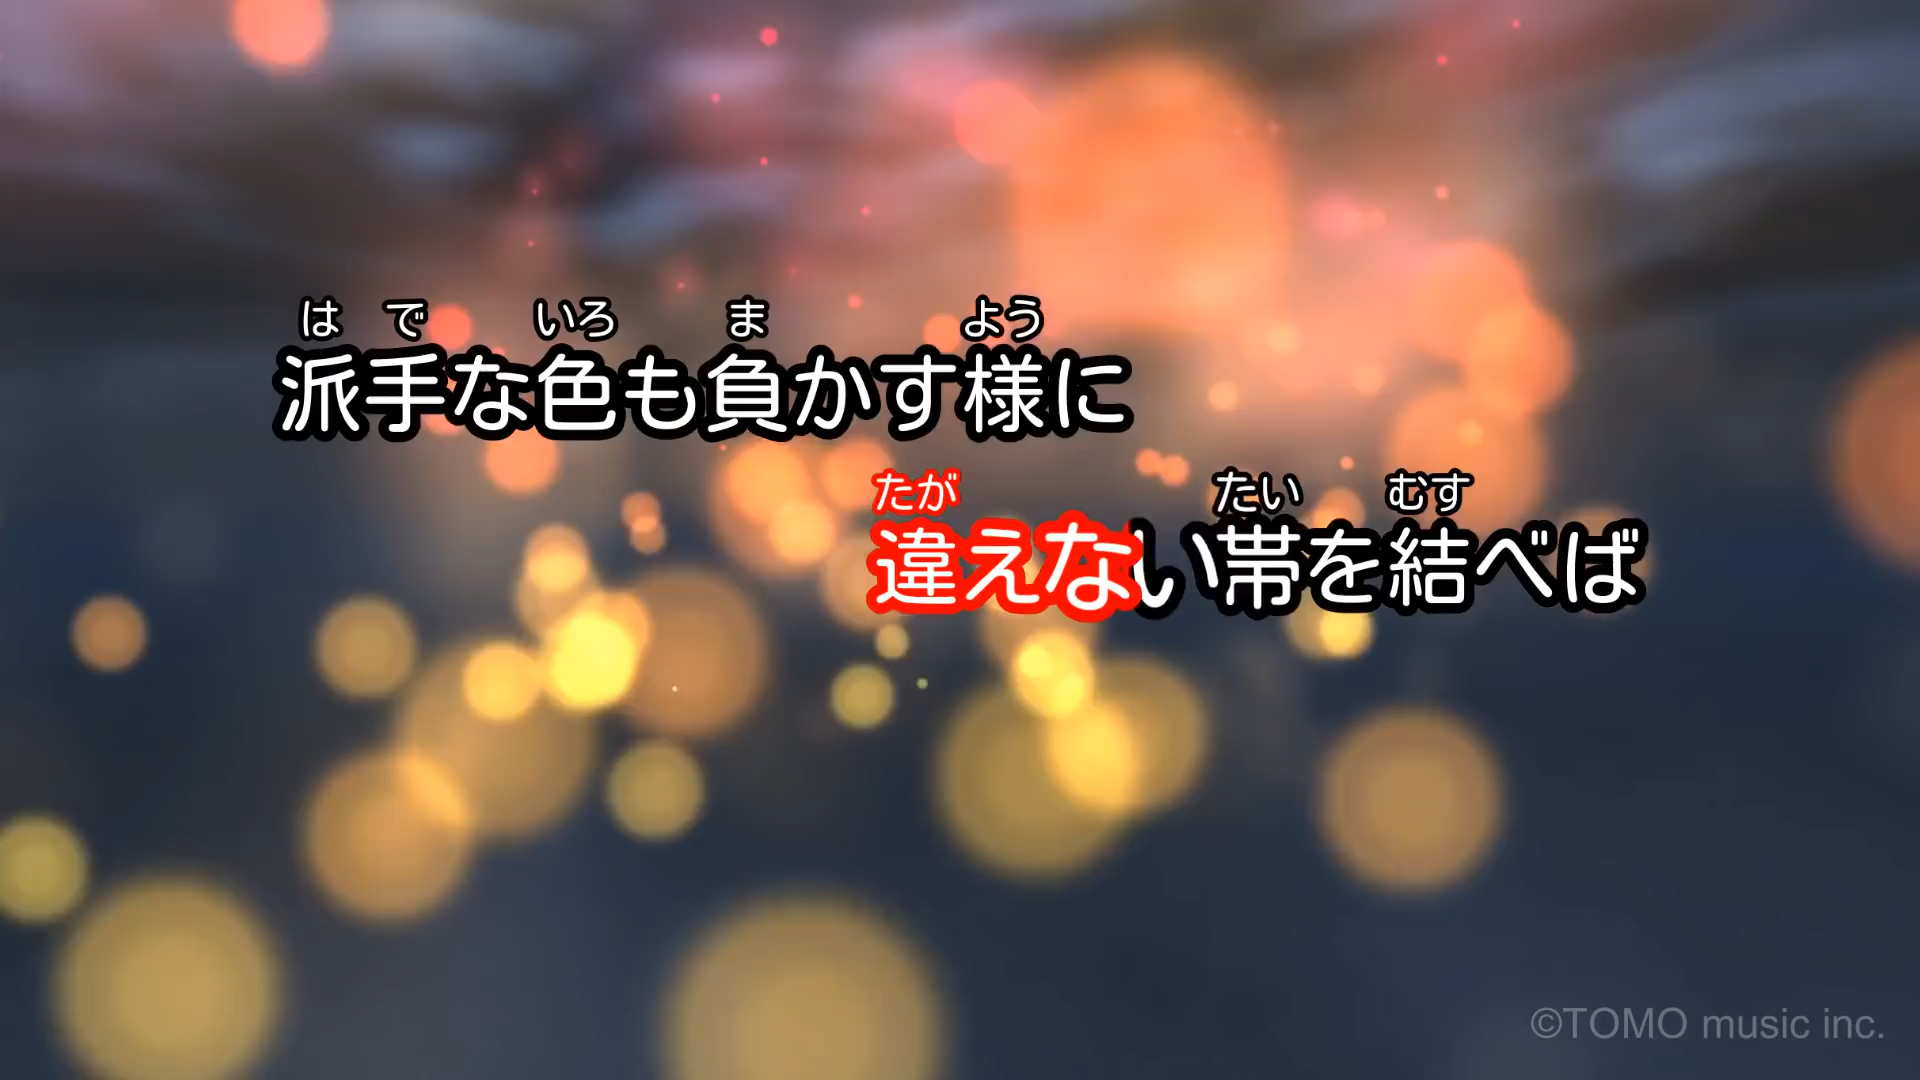 は で いろ ま よう
派手な色も負かす様に
たが たい むす
違えない帯を結べば
©TOMO music inc.